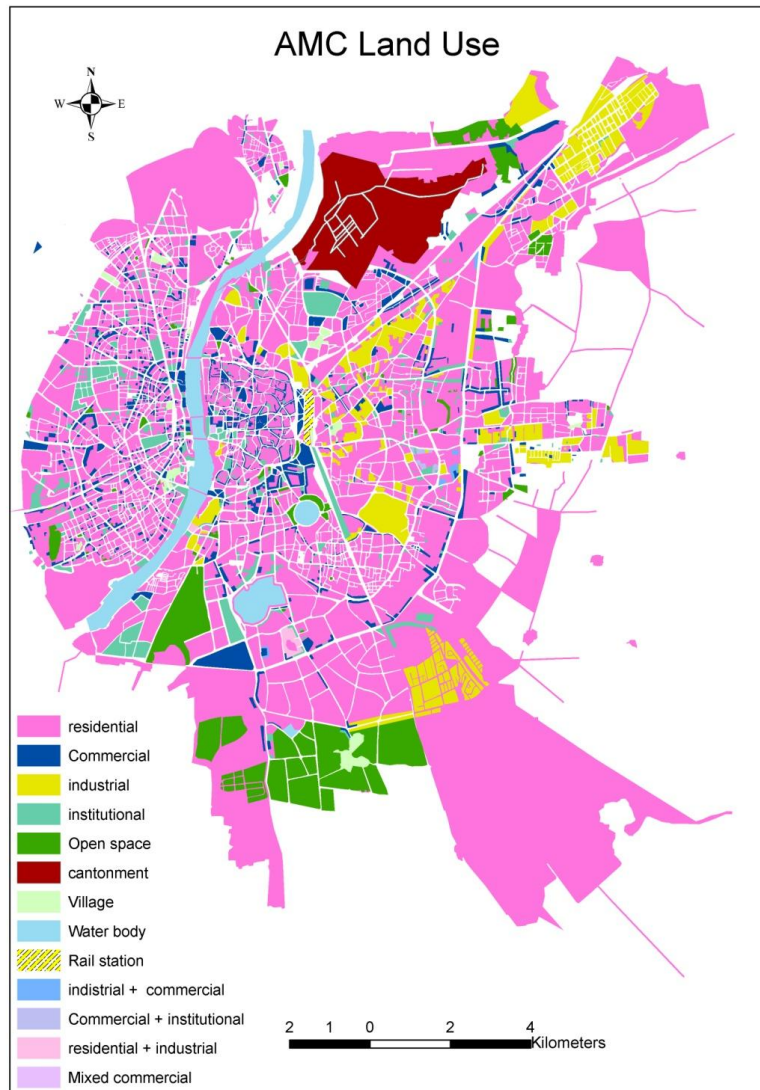 AMC Land Use
N
W E
S
residential
Commercial
industrial
institutional
Open space
cantonment
Village
Water body
Rail station
indistrial + commercial
Commercial + institutional
residential + industrial
Mixed commercial
2 1 0 2 4
Kilometers